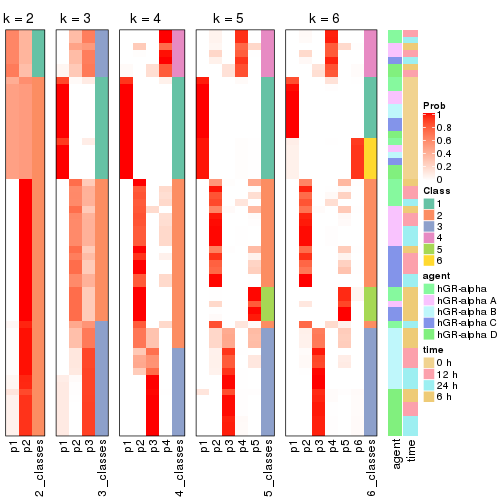 k = 2 k = 3 k = 4 k = 5 k = 6
Prob
1
0.8
0.6
0.4
0.2
0
Class
1
2
3
4
5
6
agent
hGR-alpha
hGR-alpha A
hGR-alpha B
hGR-alpha C
hGR-alpha D
time
0 h
12 h
24 h
6 h
p1 p2 2_classes p1 p2 p3 3_classes p1 p2 p3 p4 4_classes p1 p2 p3 p4 p5 5_classes p1 p2 p3 p4 p5 p6 6_classes agent time